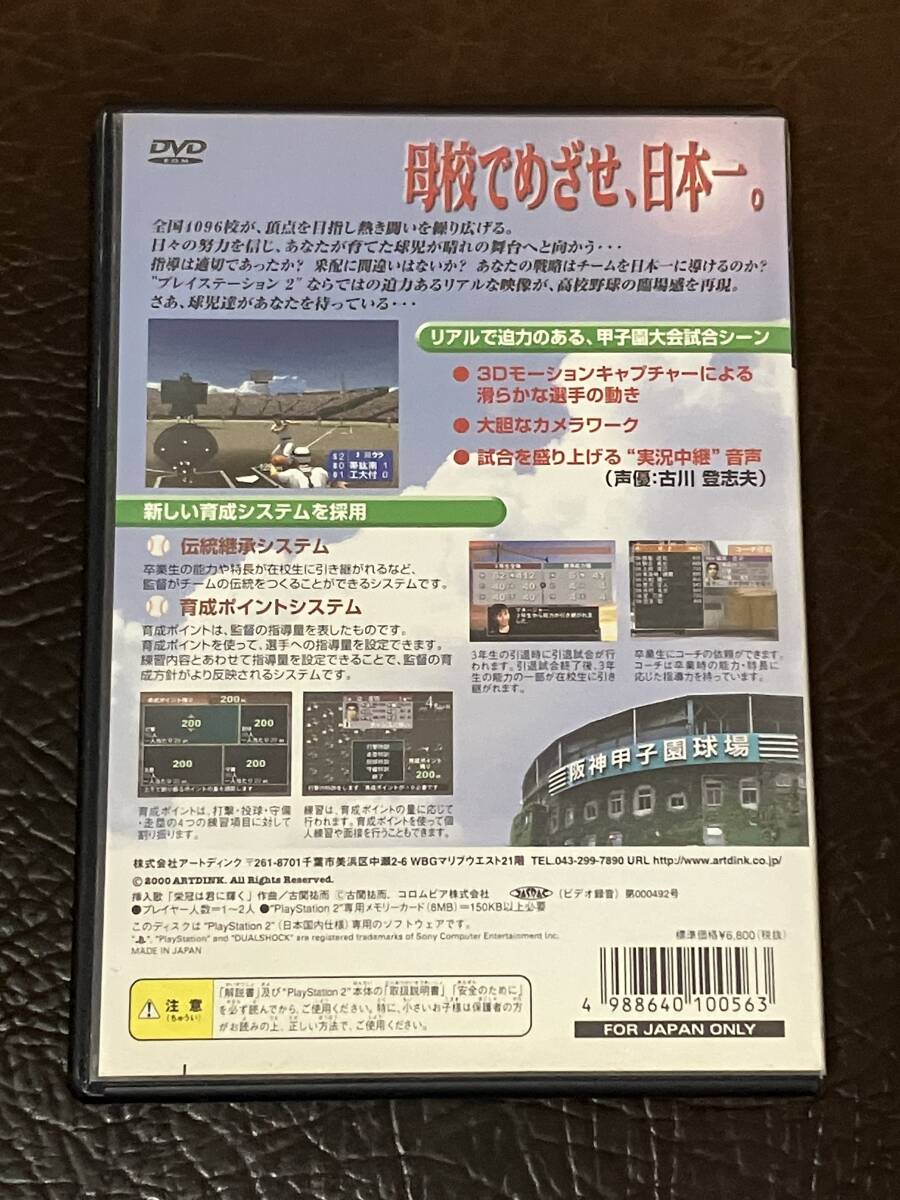 DVD
ROM
母校でめざせ、日本一。
全国4096校が、頂点を目指し熱き闘いを繰り広げる。
日々の努力を信じ、あなたが育てた球児が晴れの舞台へと向かう・・・
指導は適切であったか? 采配に間違いはないか? あなたの戦略はチームを日本一に導けるのか?
"プレイステーション 2" ならではの迫力あるリアルな映像が、高校野球の臨場感を再現。
さあ、球児達があなたを待っている・・・
リアルで迫力のある、甲子園大会試合シーン
● 3Dモーションキャプチャーによる
滑らかな選手の動き
● 大胆なカメラワーク
● 試合を盛り上げる "実況中継" 音声
(声優:古川 登志夫)
新しい育成システムを採用
伝統継承システム
卒業生の能力や特長が在校生に引き継がれるなど、
監督がチームの伝統をつくることができるシステムです。
育成ポイントシステム
育成ポイントは、監督の指導量を表したものです。
育成ポイントを使って、選手への指導量を設定できます。
練習内容とあわせて指導量を設定できることで、監督の育
成方針がより反映されるシステムです。
3年生の引退時に引退試合が行
われます。引退試合終了後、3年
生の能力の一部が在校生に引き
継がれます。
卒業生にコーチの依頼ができます。
コーチは卒業時の能力・特長に
応じた指導力を持っています。
200
200
200
200
200
育成ポイントは、打撃・投球・守備
・走塁の4つの練習項目に対して
割り振ります。
練習は、育成ポイントの量に応じて
行われます。育成ポイントを使って個
人練習や面接を行うこともできます。
阪神甲子園球場
株式会社アートディンク 〒261-8701千葉市美浜区中瀬2-6 WBGマリブウエスト21階 TEL.043-299-7890 URL http://www.artdink.co.jp/
© 2000 ARTDINK. All Rights Reserved.
挿入歌「栄冠は君に輝く」作曲/古関祐而 ©古関祐而、コロムビア株式会社 JASRAC (ビデオ録音) 第000492号
●プレイヤー人数=1〜2人 ●"PlayStation 2"専用メモリーカード(8MB)=150KB以上必要
このディスクは "PlayStation 2" (日本国内仕様) 専用のソフトウェアです。
" ", "PlayStation" and "DUALSHOCK" are registered trademarks of Sony Computer Entertainment Inc.
MADE IN JAPAN
標準価格¥6,800(税抜)
注意
(ちゅうい)
「解説書」及び"PlayStation 2"本体の「取扱説明書」「安全のために」
を必ず読んでから、ご使用ください。特に、小さいお子様は保護者の方
がお読みの上、正しい方法で、ご使用ください。
4 988640 100563
FOR JAPAN ONLY